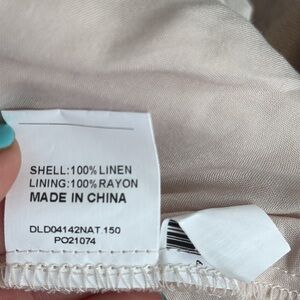 SHELL:100% LINEN
LINING:100% RAYON
MADE IN CHINA
DLD04142NAT.150
PO21074